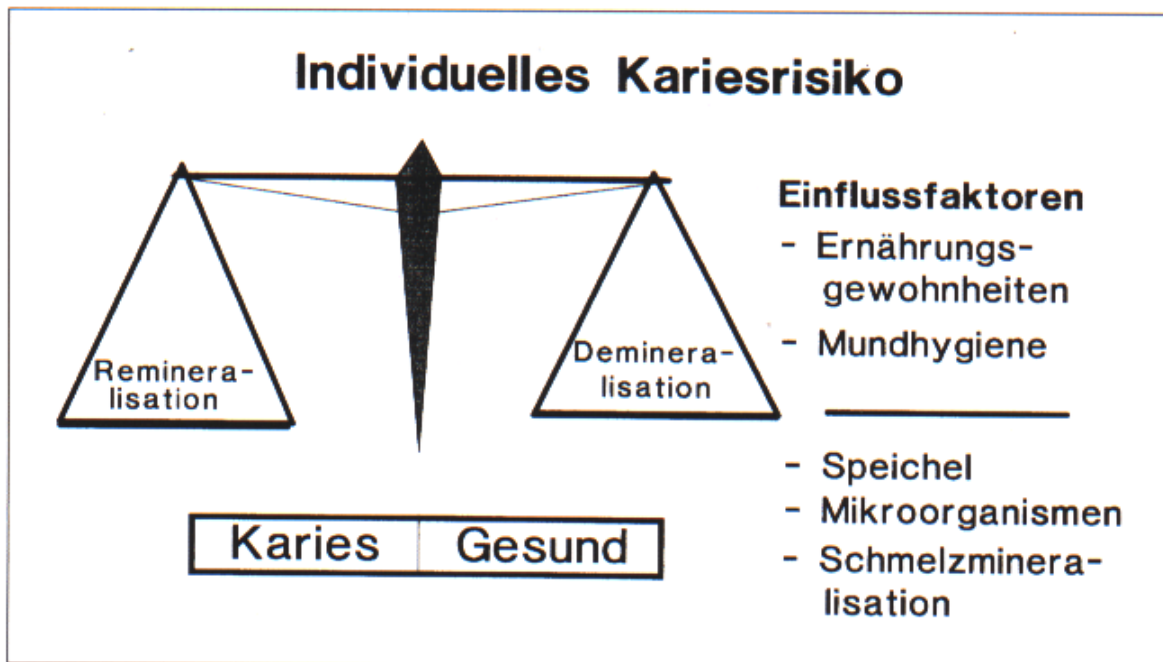 Individuelles Kariesrisiko
Reminera-
lisation
Deminera-
lisation
Karies
Gesund
Einflussfaktoren
- Ernährungs-
gewohnheiten
- Mundhygiene
- Speichel
- Mikroorganismen
- Schmelzminera-
lisation